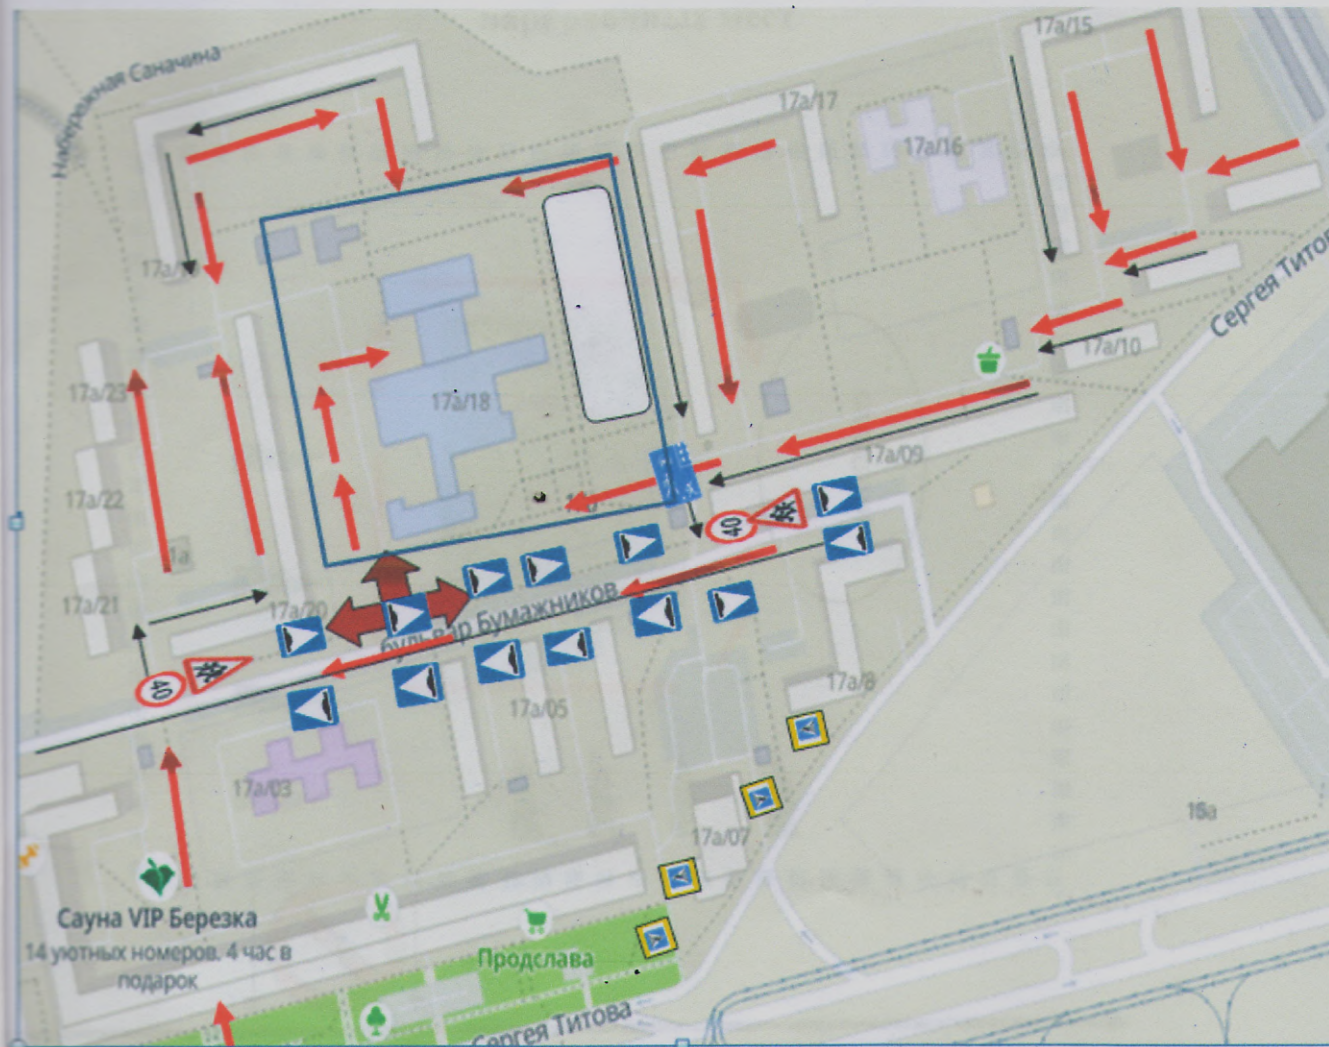 17а/15
Набережная Саначина
17а/17
17а/16
17а/10
Сергея Титов
17а/23
17а/18
17а/09
17а/22
40
1а
17а/21
17а/20
бульвар Бумажников
40
17а/8
17а/05
17а/03
17а/07
16а
Сауна VIP Березка
14 уютных номеров. 4 час в
подарок
Продслава
Сергея Титова